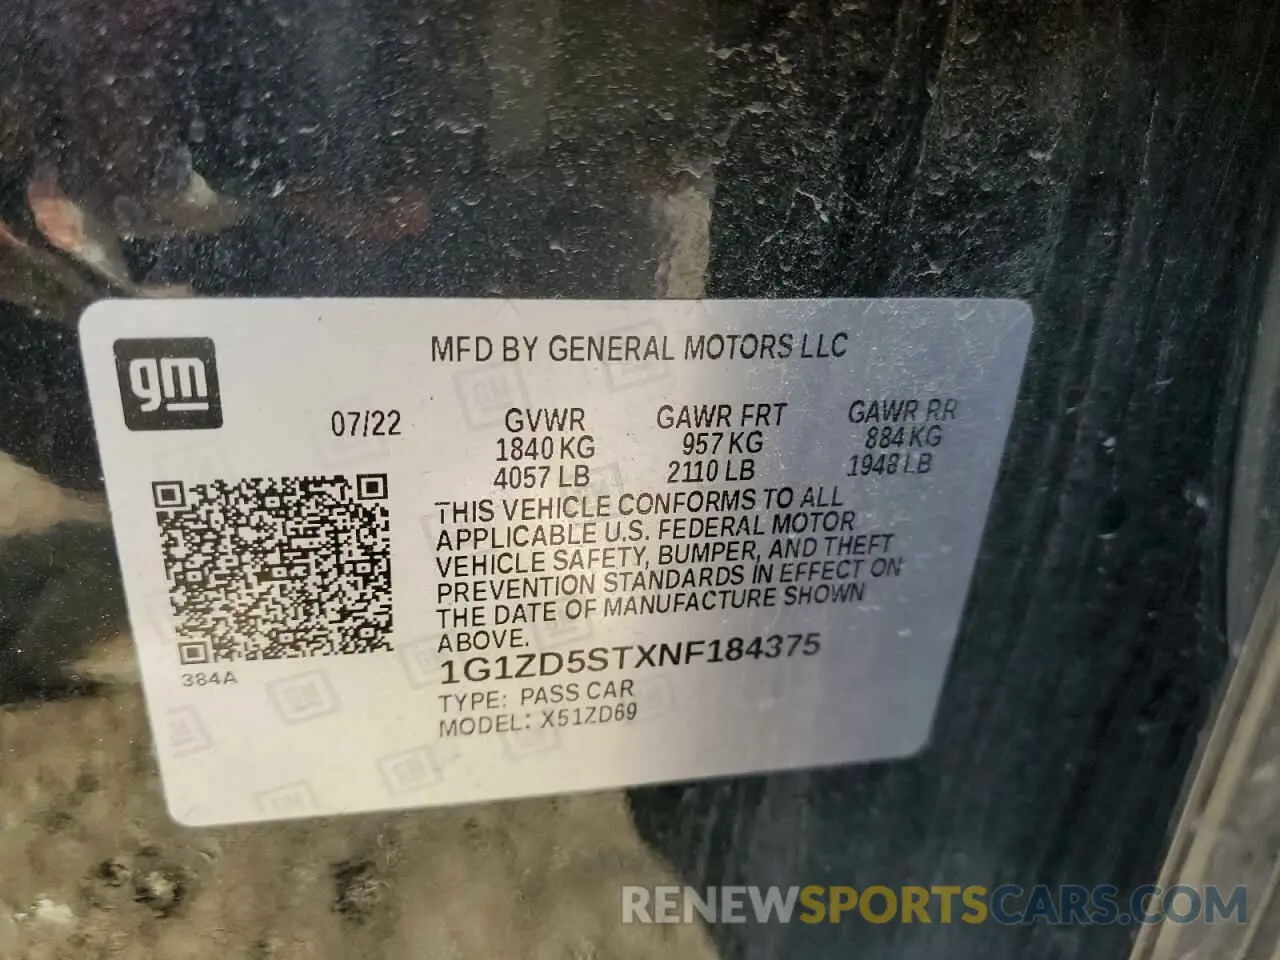 MFD BY GENERAL MOTORS LLC
gm
07/22 GVWR GAWR FRT GAWR RR
1840 KG 957 KG 884 KG
4057 LB 2110 LB 1948 LB
THIS VEHICLE CONFORMS TO ALL
APPLICABLE U.S. FEDERAL MOTOR
VEHICLE SAFETY, BUMPER, AND THEFT
PREVENTION STANDARDS IN EFFECT ON
THE DATE OF MANUFACTURE SHOWN
ABOVE.
1G1ZD5STXNF184375
384A
TYPE: PASS CAR
MODEL: X51ZD69
RENEWSPORTSCARS.COM